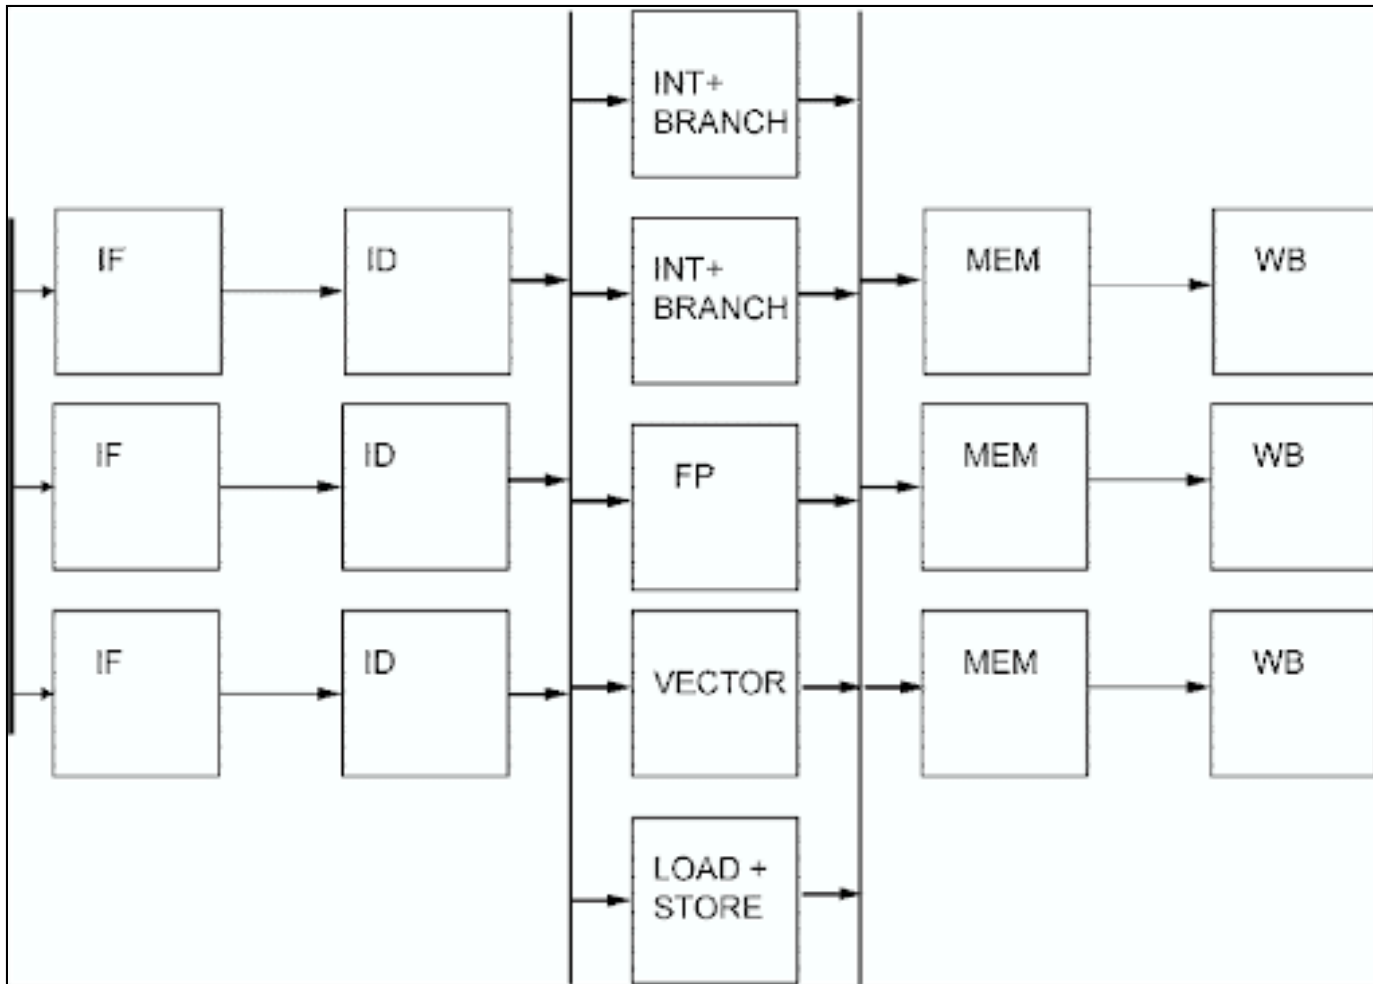 INT+
BRANCH
IF
ID
INT+
BRANCH
MEM
WB
IF
ID
FP
MEM
WB
IF
ID
VECTOR
MEM
WB
LOAD +
STORE